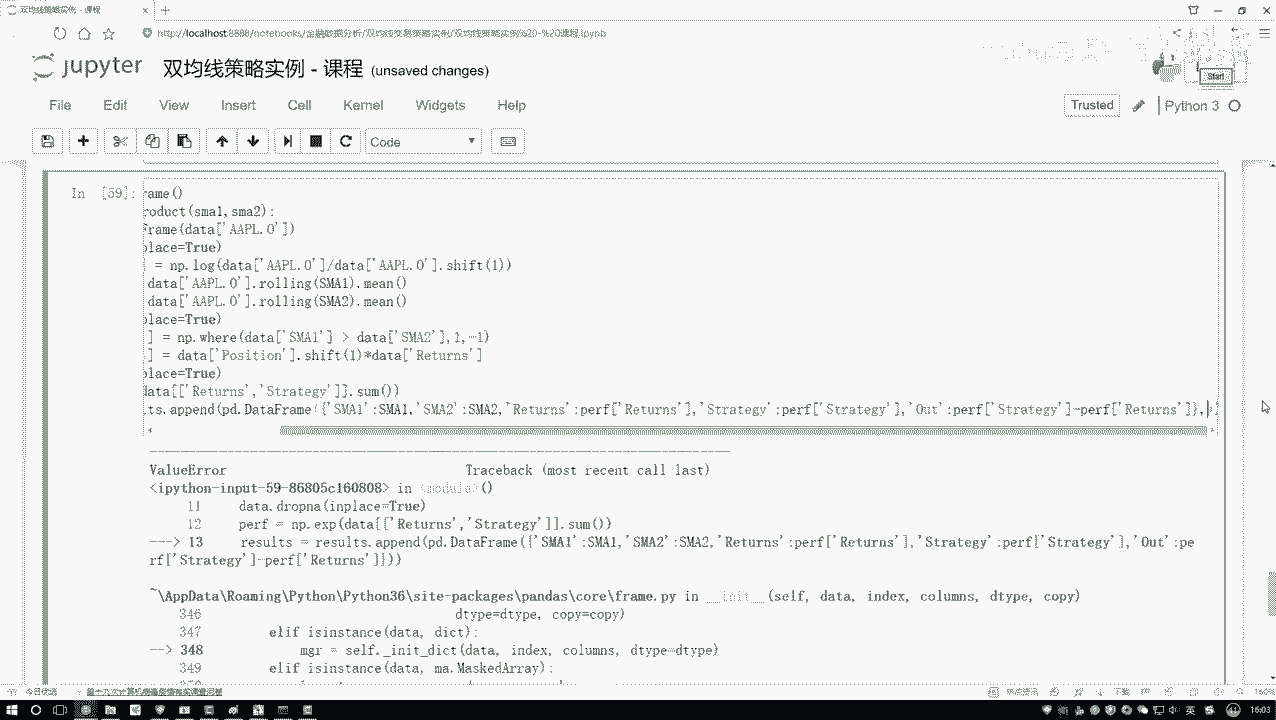 双均线策略实例 - 课程
http://localhost:8888/notebooks/金融数据分析/双均线交易策略实例/双均线策略实例%20-%20课程.ipynb
jupyter 双均线策略实例 - 课程 (unsaved changes)
Start
File Edit View Insert Cell Kernel Widgets Help
Trusted
Python 3
Code
In [59]:
rame()
roduct(sma1,sma2):
Frame(data['AAPL.O'])
place=True)
] = np.log(data['AAPL.O']/data['AAPL.O'].shift(1))
data['AAPL.O'].rolling(SMA1).mean()
data['AAPL.O'].rolling(SMA2).mean()
place=True)
] = np.where(data['SMA1'] > data['SMA2'],1,-1)
] = data['Position'].shift(1)*data['Returns']
place=True)
data[['Returns','Strategy']].sum())
ts.append(pd.DataFrame({'SMA1':SMA1,'SMA2':SMA2,'Returns':perf['Returns'],'Strategy':perf['Strategy'],'Out':perf['Strategy']-perf['Returns']},)
ValueError Traceback (most recent call last)
<ipython-input-59-86805c160808> in <module>()
11 data.dropna(inplace=True)
12 perf = np.exp(data[['Returns','Strategy']].sum())
---> 13 results = results.append(pd.DataFrame({'SMA1':SMA1,'SMA2':SMA2,'Returns':perf['Returns'],'Strategy':perf['Strategy'],'Out':pe
rf['Strategy']-perf['Returns']}))
~\AppData\Roaming\Python\Python36\site-packages\pandas\core\frame.py in __init__(self, data, index, columns, dtype, copy)
346 dtype=dtype, copy=copy)
347 elif isinstance(data, dict):
--> 348 mgr = self._init_dict(data, index, columns, dtype=dtype)
349 elif isinstance(data, ma.MaskedArray):
今日优选
160%
英
16:03